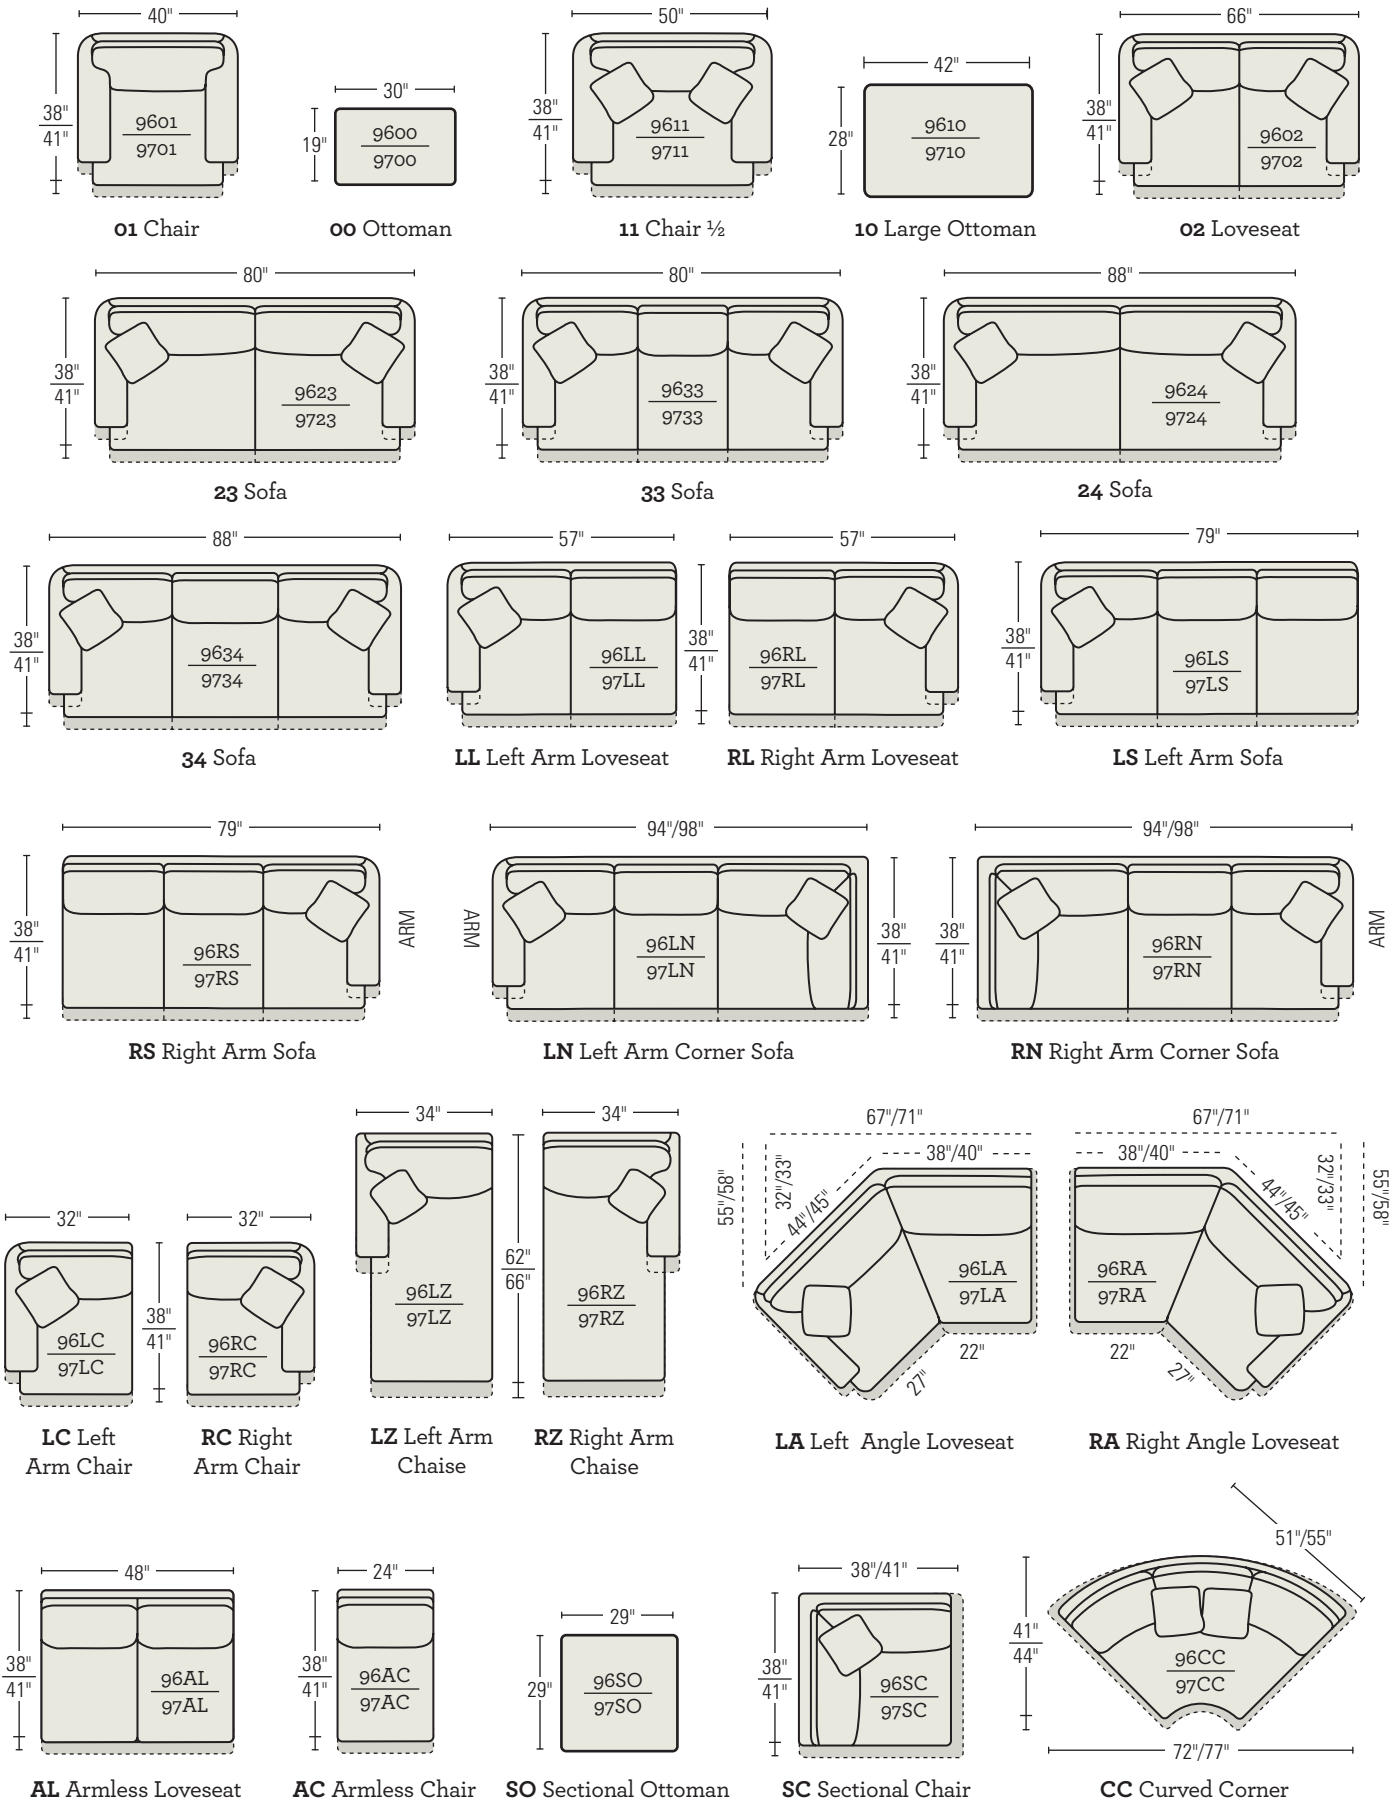 40"
38"
41"
9601
9701
01 Chair
30"
19"
9600
9700
00 Ottoman
50"
38"
41"
9611
9711
11 Chair ½
42"
28"
9610
9710
10 Large Ottoman
66"
38"
41"
9602
9702
02 Loveseat
80"
38"
41"
9623
9723
23 Sofa
80"
38"
41"
9633
9733
33 Sofa
88"
38"
41"
9624
9724
24 Sofa
88"
38"
41"
9634
9734
34 Sofa
57"
96LL
97LL
LL Left Arm Loveseat
38"
41"
57"
96RL
97RL
RL Right Arm Loveseat
79"
38"
41"
96LS
97LS
LS Left Arm Sofa
79"
38"
41"
96RS
97RS
ARM
RS Right Arm Sofa
94"/98"
ARM
96LN
97LN
38"
41"
LN Left Arm Corner Sofa
94"/98"
38"
41"
96RN
97RN
ARM
RN Right Arm Corner Sofa
32"
96LC
97LC
LC Left
Arm Chair
38"
41"
32"
96RC
97RC
RC Right
Arm Chair
34"
96LZ
97LZ
LZ Left Arm
Chaise
62"
66"
34"
96RZ
97RZ
RZ Right Arm
Chaise
67"/71"
38"/40"
55"/58"
32"/33"
44"/45"
96LA
97LA
22"
27"
LA Left Angle Loveseat
67"/71"
38"/40"
32"/33"
55"/58"
44"/45"
96RA
97RA
22"
27"
RA Right Angle Loveseat
48"
38"
41"
96AL
97AL
AL Armless Loveseat
24"
38"
41"
96AC
97AC
AC Armless Chair
29"
29"
96SO
97SO
SO Sectional Ottoman
38"/41"
38"
41"
96SC
97SC
SC Sectional Chair
51"/55"
41"
44"
96CC
97CC
72"/77"
CC Curved Corner